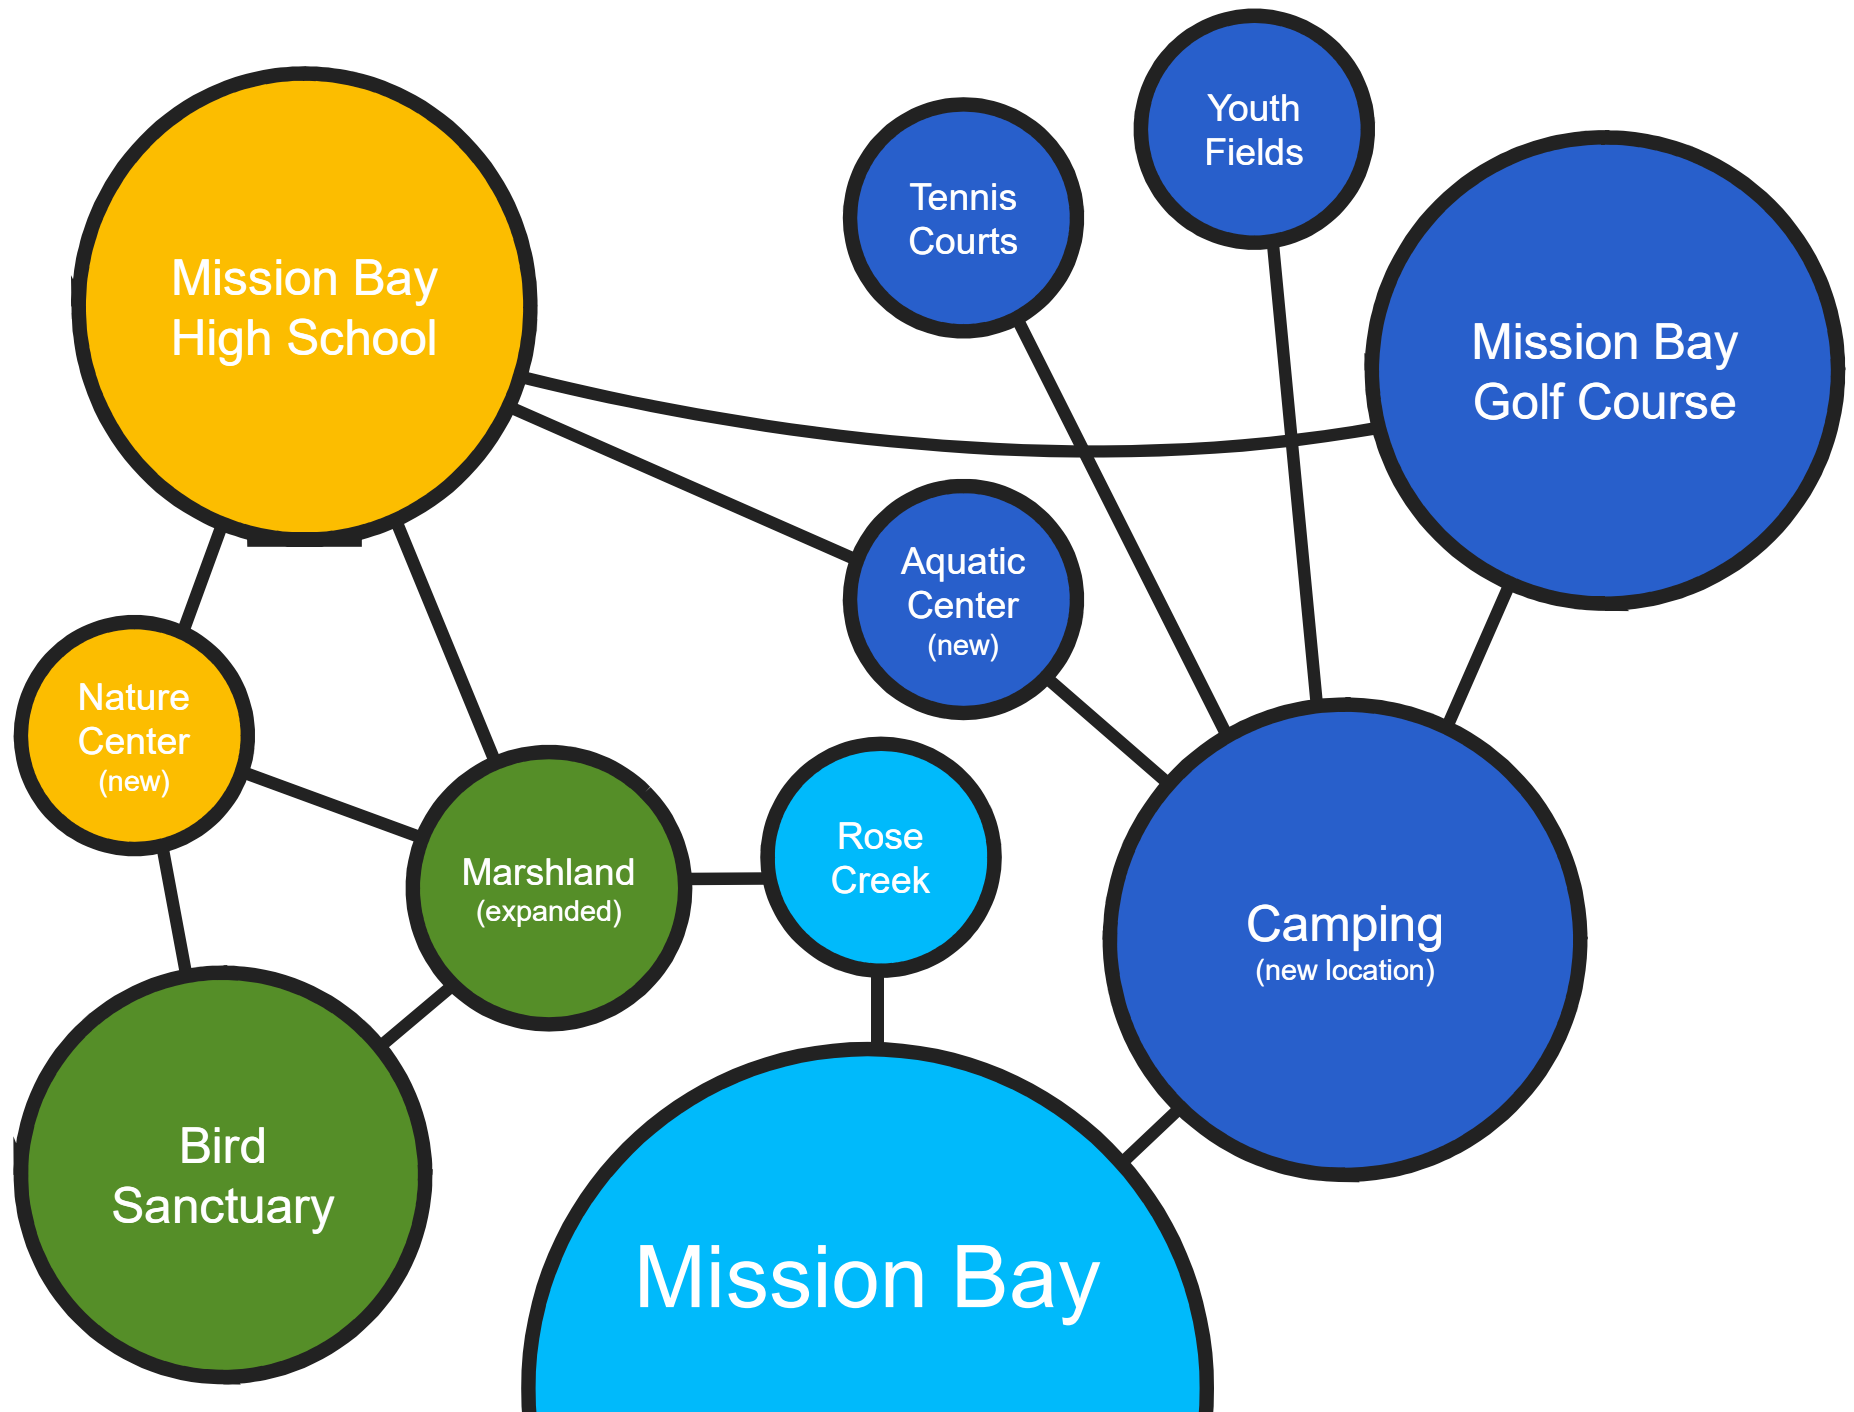 Youth
Fields
Tennis
Courts
Mission Bay
High School
Mission Bay
Golf Course
Aquatic
Center
(new)
Nature
Center
(new)
Rose
Creek
Marshland
(expanded)
Camping
(new location)
Bird
Sanctuary
Mission Bay